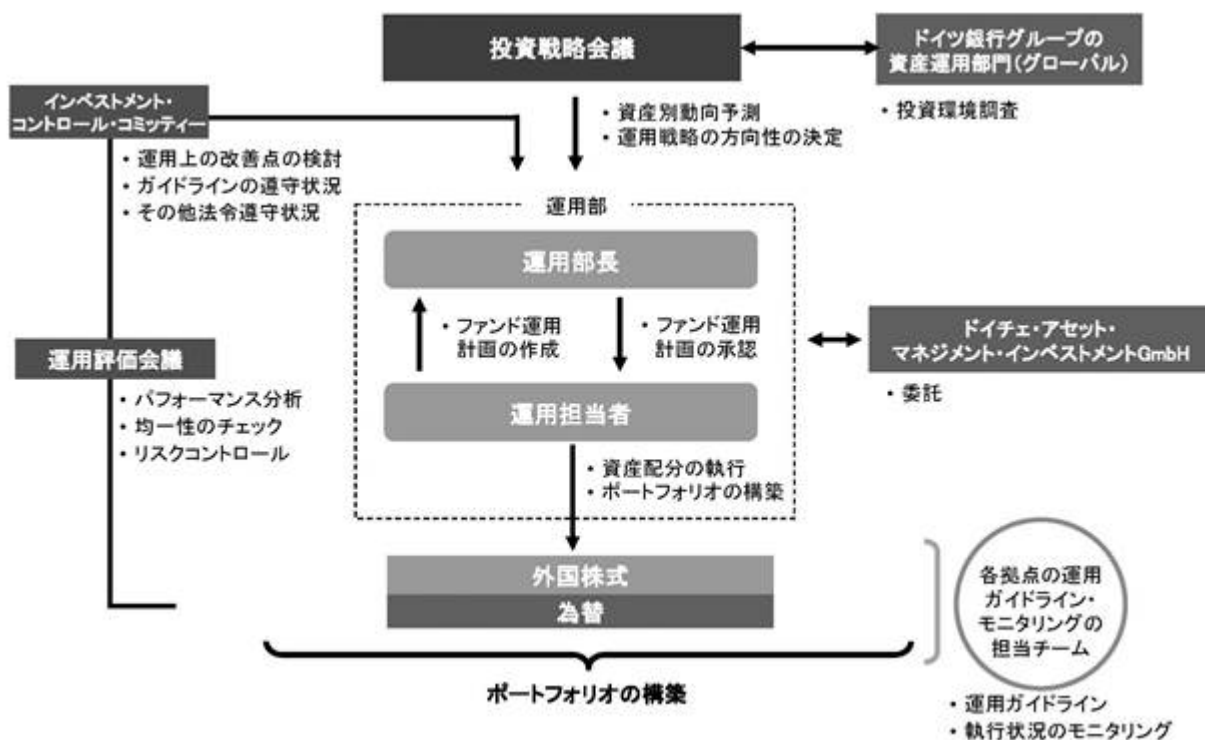 投資戦略会議
ドイツ銀行グループの
資産運用部門(グローバル)
・投資環境調査
・資産別動向予測
・運用戦略の方向性の決定
インベストメント・
コントロール・コミッティー
・運用上の改善点の検討
・ガイドラインの遵守状況
・その他法令遵守状況
運用部
運用部長
・ファンド運用
計画の作成
・ファンド運用
計画の承認
ドイチェ・アセット・
マネジメント・インベストメントGmbH
・委託
運用評価会議
・パフォーマンス分析
・均一性のチェック
・リスクコントロール
運用担当者
・資産配分の執行
・ポートフォリオの構築
外国株式
為替
各拠点の運用
ガイドライン・
モニタリングの
担当チーム
ポートフォリオの構築
・運用ガイドライン
・執行状況のモニタリング